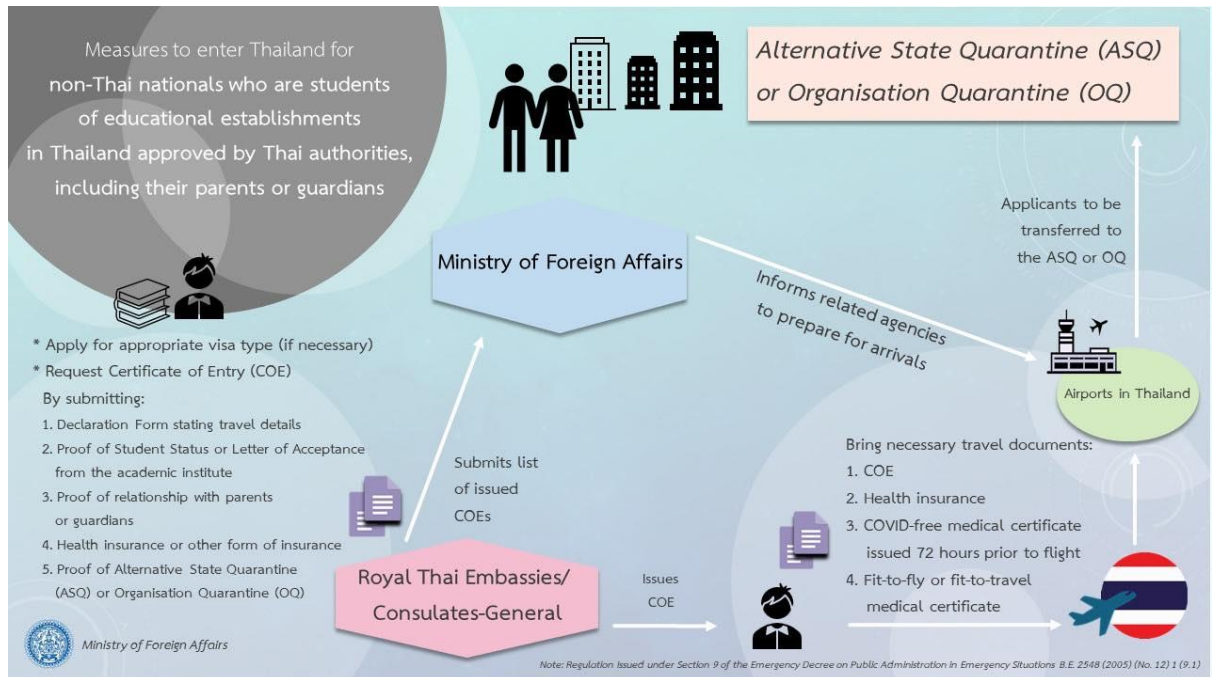 Measures to enter Thailand for
non-Thai nationals who are students
of educational establishments
in Thailand approved by Thai authorities,
including their parents or guardians
* Apply for appropriate visa type (if necessary)
* Request Certificate of Entry (COE)
By submitting:
1. Declaration Form stating travel details
2. Proof of Student Status or Letter of Acceptance
from the academic institute
3. Proof of relationship with parents
or guardians
4. Health insurance or other form of insurance
5. Proof of Alternative State Quarantine
(ASQ) or Organisation Quarantine (OQ)
Royal Thai Embassies/
Consulates-General
Submits list
of issued
COEs
Ministry of Foreign Affairs
Informs related agencies
to prepare for arrivals
Issues
COE
Bring necessary travel documents:
1. COE
2. Health insurance
3. COVID-free medical certificate
issued 72 hours prior to flight
4. Fit-to-fly or fit-to-travel
medical certificate
Airports in Thailand
Applicants to be
transferred to
the ASQ or OQ
Alternative State Quarantine (ASQ)
or Organisation Quarantine (OQ)
Ministry of Foreign Affairs
Note: Regulation Issued under Section 9 of the Emergency Decree on Public Administration in Emergency Situations B.E. 2548 (2005) (No. 12) 1 (9.1)